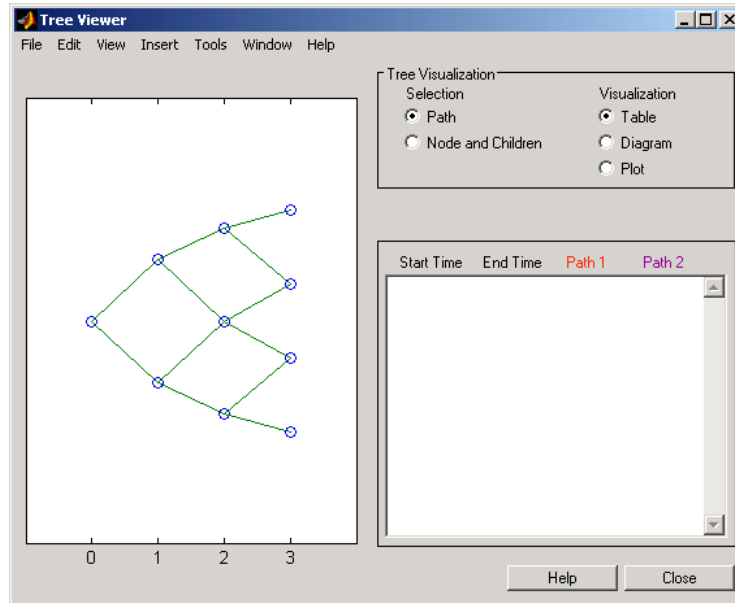 Tree Viewer
File Edit View Insert Tools Window Help
Tree Visualization
Selection Visualization
Path Table
Node and Children Diagram
Plot
Start Time End Time Path 1 Path 2
0 1 2 3
Help Close